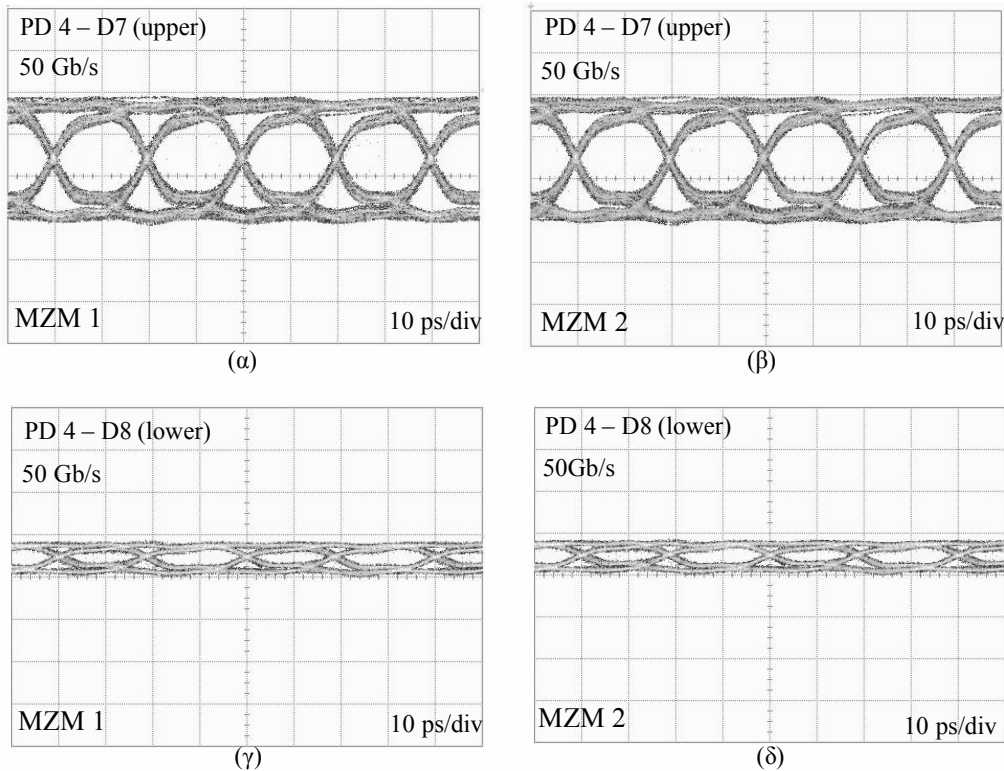 PD 4 – D7 (upper)
50 Gb/s
MZM 1
10 ps/div
(α)
PD 4 – D7 (upper)
50 Gb/s
MZM 2
10 ps/div
(β)
PD 4 – D8 (lower)
50 Gb/s
MZM 1
10 ps/div
(γ)
PD 4 – D8 (lower)
50Gb/s
MZM 2
10 ps/div
(δ)